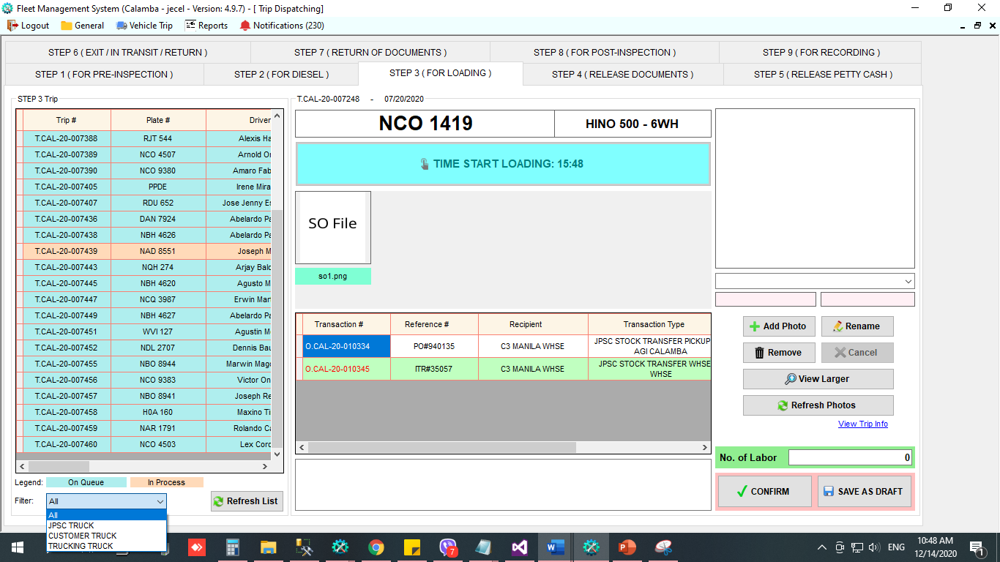 Fleet Management System (Calamba - jecel - Version: 4.9.7) - [ Trip Dispatching]
Logout General Vehicle Trip Reports Notifications (230)
STEP 6 ( EXIT / IN TRANSIT / RETURN ) STEP 7 ( RETURN OF DOCUMENTS ) STEP 8 ( FOR POST-INSPECTION ) STEP 9 ( FOR RECORDING )
STEP 1 ( FOR PRE-INSPECTION ) STEP 2 ( FOR DIESEL ) STEP 3 ( FOR LOADING ) STEP 4 ( RELEASE DOCUMENTS ) STEP 5 ( RELEASE PETTY CASH )
STEP 3 Trip
Trip # Plate # Driver
T.CAL-20-007388 RJT 544 Alexis Ha
T.CAL-20-007389 NCO 4507 Arnold Or
T.CAL-20-007390 NCO 9380 Amaro Fab
T.CAL-20-007405 PPDE Irene Mira
T.CAL-20-007407 RDU 652 Jose Jenny Es
T.CAL-20-007436 DAN 7924 Abelardo Pa
T.CAL-20-007438 NBH 4626 Abelardo Pa
T.CAL-20-007439 NAD 8551 Joseph M
T.CAL-20-007443 NQH 274 Arjay Balc
T.CAL-20-007445 NBH 4620 Agusto M
T.CAL-20-007447 NCQ 3987 Erwin Mar
T.CAL-20-007449 NBH 4627 Abelardo Pa
T.CAL-20-007451 WVI 127 Agustin M
T.CAL-20-007452 NDL 2707 Dennis Bau
T.CAL-20-007455 NBO 8944 Marwin Mag
T.CAL-20-007456 NCO 9383 Victor On
T.CAL-20-007457 NBO 8941 Joseph Re
T.CAL-20-007458 H0A 160 Maxino Ti
T.CAL-20-007459 NAR 1791 Rolando Ca
T.CAL-20-007460 NCO 4503 Lex Corc
Legend: On Queue In Process
Filter: All Refresh List
All
JPSC TRUCK
CUSTOMER TRUCK
TRUCKING TRUCK
T.CAL-20-007248 - 07/20/2020
NCO 1419 HINO 500 - 6WH
TIME START LOADING: 15:48
SO File
so1.png
Transaction # Reference # Recipient Transaction Type
O.CAL-20-010334 PO#940135 C3 MANILA WHSE JPSC STOCK TRANSFER PICKUP
AGI CALAMBA
O.CAL-20-010345 ITR#35057 C3 MANILA WHSE JPSC STOCK TRANSFER WHSE
WHSE
Add Photo Rename
Remove Cancel
View Larger
Refresh Photos
View Trip Info
No. of Labor 0
CONFIRM SAVE AS DRAFT
7 ENG 10:48 AM
12/14/2020 1